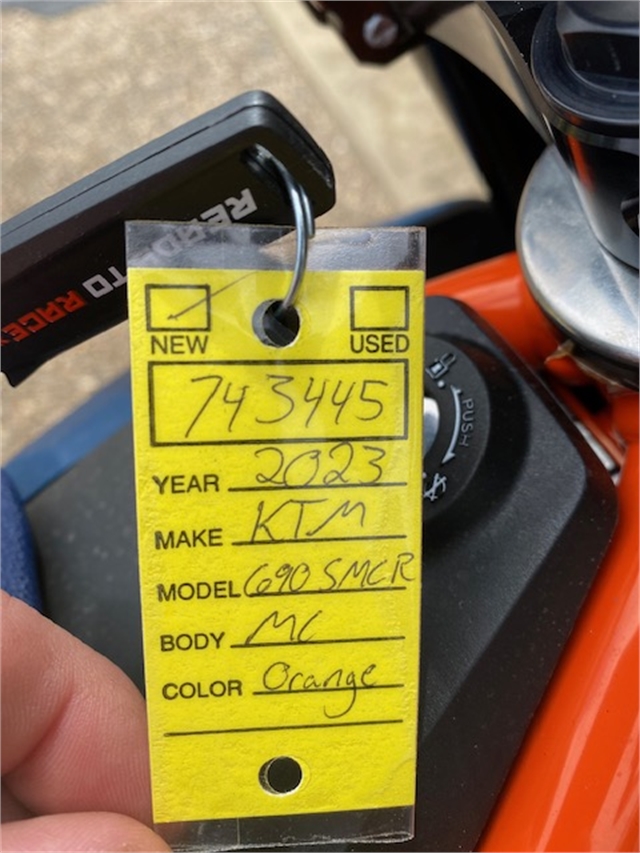 READY TO RACE
NEW USED
743445
YEAR 2023
MAKE KTM
MODEL 690 SMCR
BODY MC
COLOR Orange
PUSH